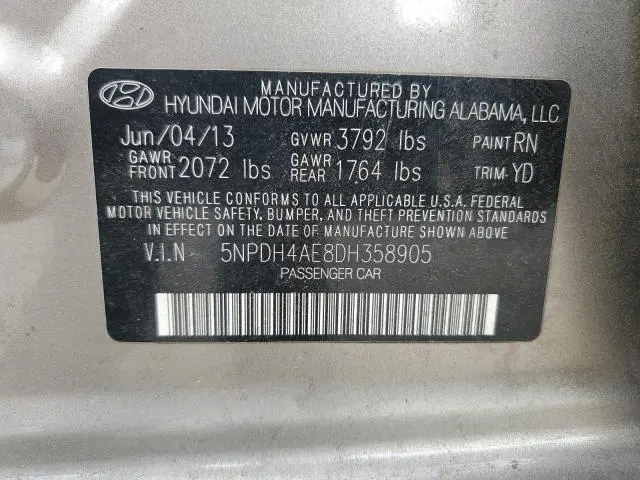 MANUFACTURED BY
HYUNDAI MOTOR MANUFACTURING ALABAMA, LLC
Jun/04/13 GVWR 3792 lbs PAINT RN
GAWR FRONT 2072 lbs GAWR REAR 1764 lbs TRIM YD
THIS VEHICLE CONFORMS TO ALL APPLICABLE U.S.A. FEDERAL
MOTOR VEHICLE SAFETY, BUMPER, AND THEFT PREVENTION STANDARDS
IN EFFECT ON THE DATE OF MANUFACTURE SHOWN ABOVE
V.I.N 5NPDH4AE8DH358905
PASSENGER CAR